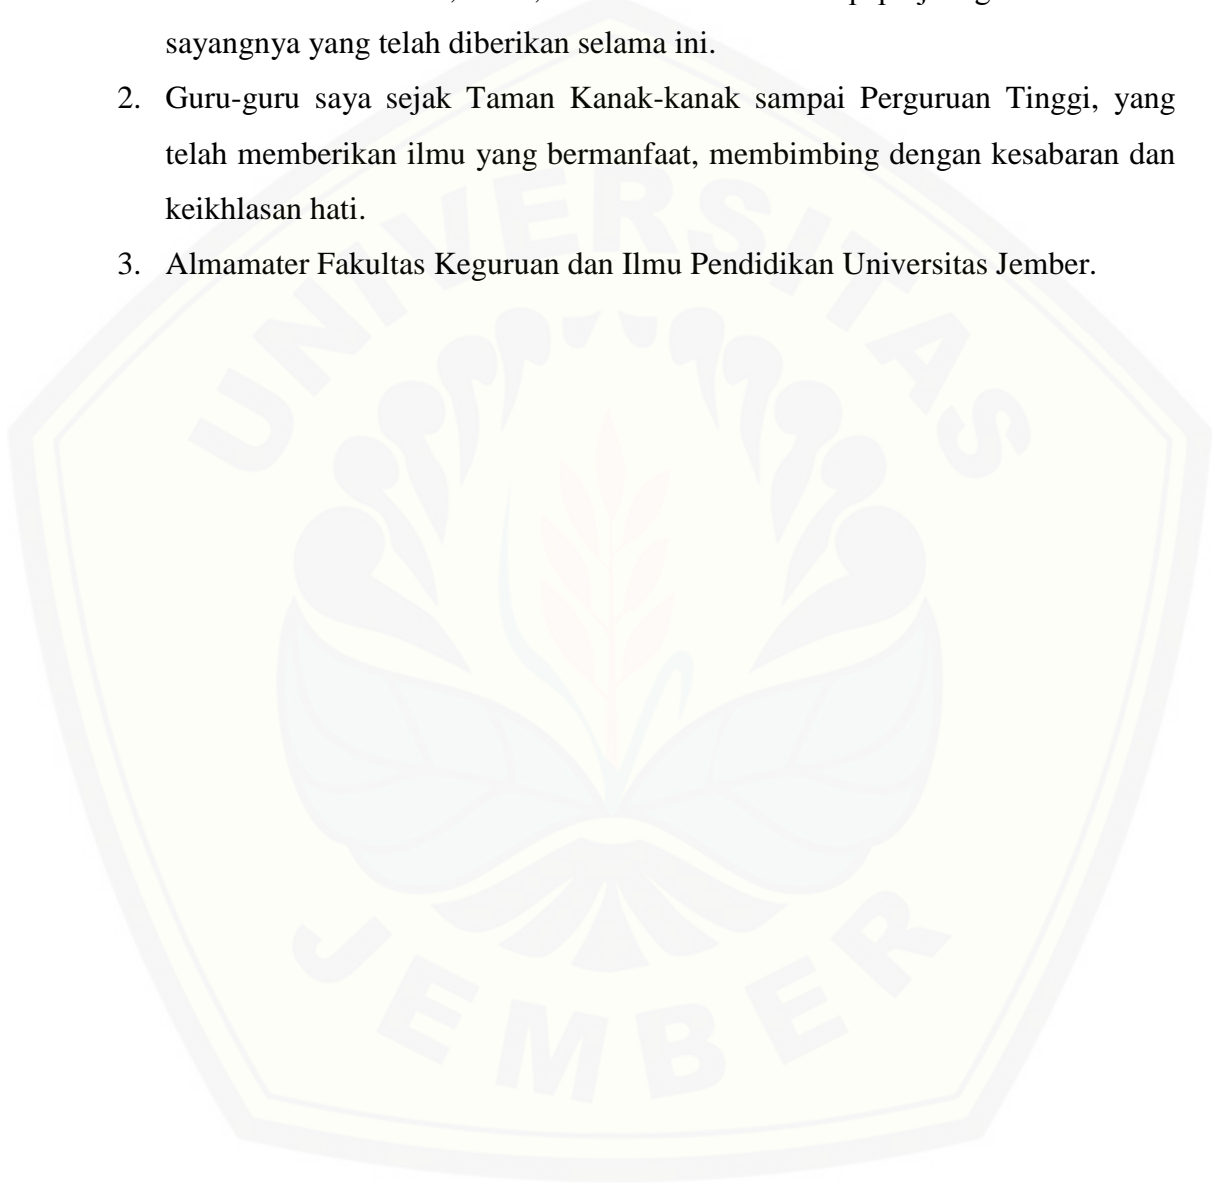 sayangnya yang telah diberikan selama ini.
2. Guru-guru saya sejak Taman Kanak-kanak sampai Perguruan Tinggi, yang
telah memberikan ilmu yang bermanfaat, membimbing dengan kesabaran dan
keikhlasan hati.
3. Almamater Fakultas Keguruan dan Ilmu Pendidikan Universitas Jember.
UNIVERSITAS
JEMBER